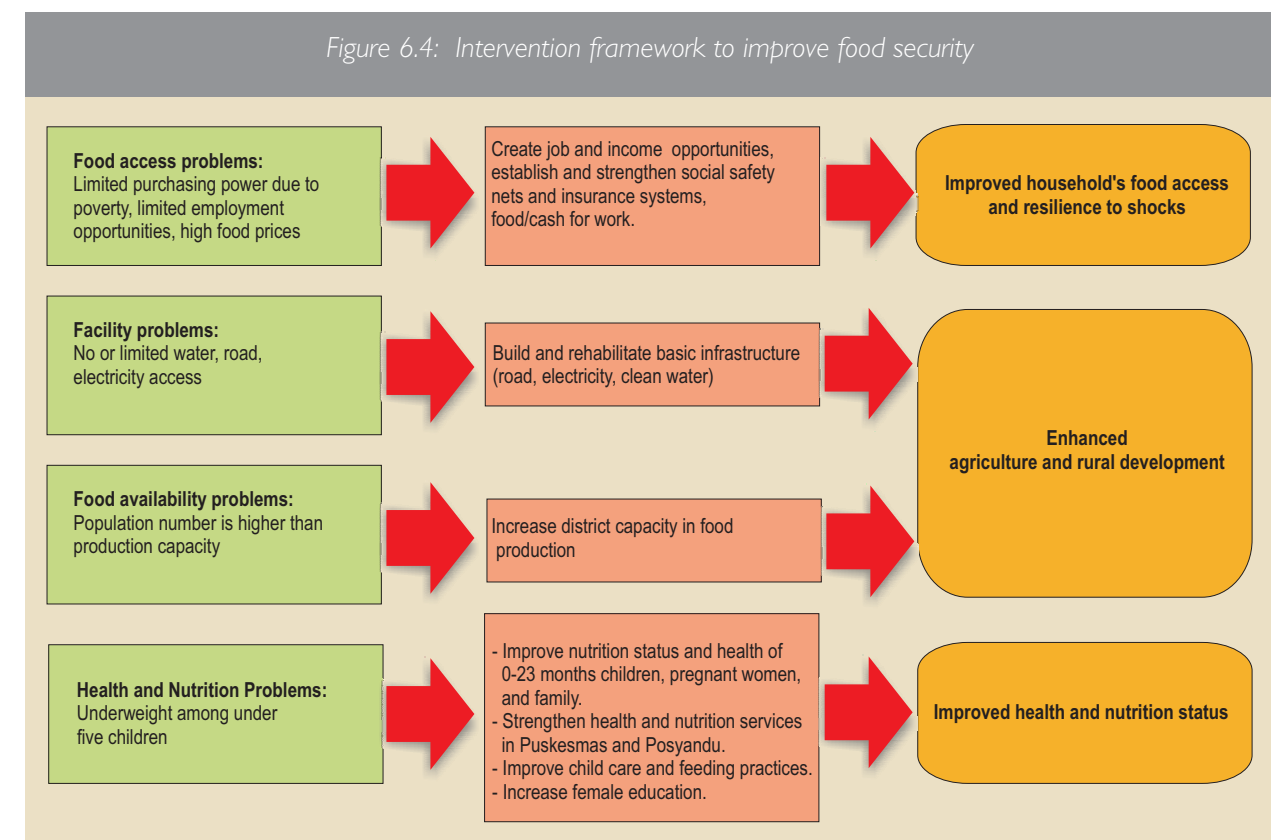 Figure 6.4: Intervention framework to improve food security
Food access problems:
Limited purchasing power due to
poverty, limited employment
opportunities, high food prices
Create job and income opportunities,
establish and strengthen social safety
nets and insurance systems,
food/cash for work.
Improved household's food access
and resilience to shocks
Facility problems:
No or limited water, road,
electricity access
Build and rehabilitate basic infrastructure
(road, electricity, clean water)
Enhanced
agriculture and rural development
Food availability problems:
Population number is higher than
production capacity
Increase district capacity in food
production
Health and Nutrition Problems:
Underweight among under
five children
- Improve nutrition status and health of
0-23 months children, pregnant women,
and family.
- Strengthen health and nutrition services
in Puskesmas and Posyandu.
- Improve child care and feeding practices.
- Increase female education.
Improved health and nutrition status